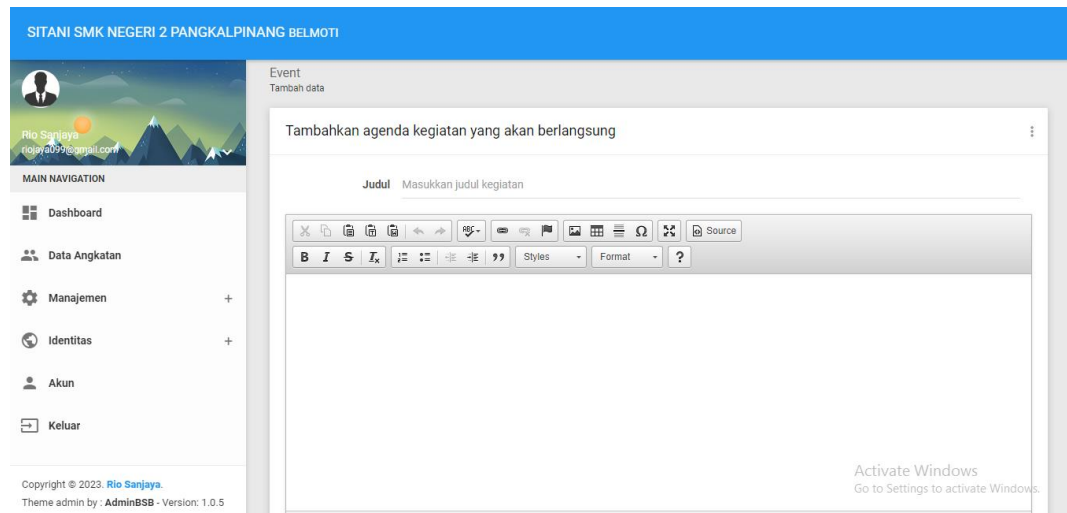 SITANI SMK NEGERI 2 PANGKALPINANG BELMOTI
Rio Sanjaya
riojaya099@gmail.com
MAIN NAVIGATION
Dashboard
Data Angkatan
Manajemen +
Identitas +
Akun
Keluar
Copyright © 2023. Rio Sanjaya.
Theme admin by : AdminBSB - Version: 1.0.5
Event
Tambah data
Tambahkan agenda kegiatan yang akan berlangsung
Judul Masukkan judul kegiatan
ABC Ω Source
B I S Ix Styles Format ?
Activate Windows
Go to Settings to activate Windows.